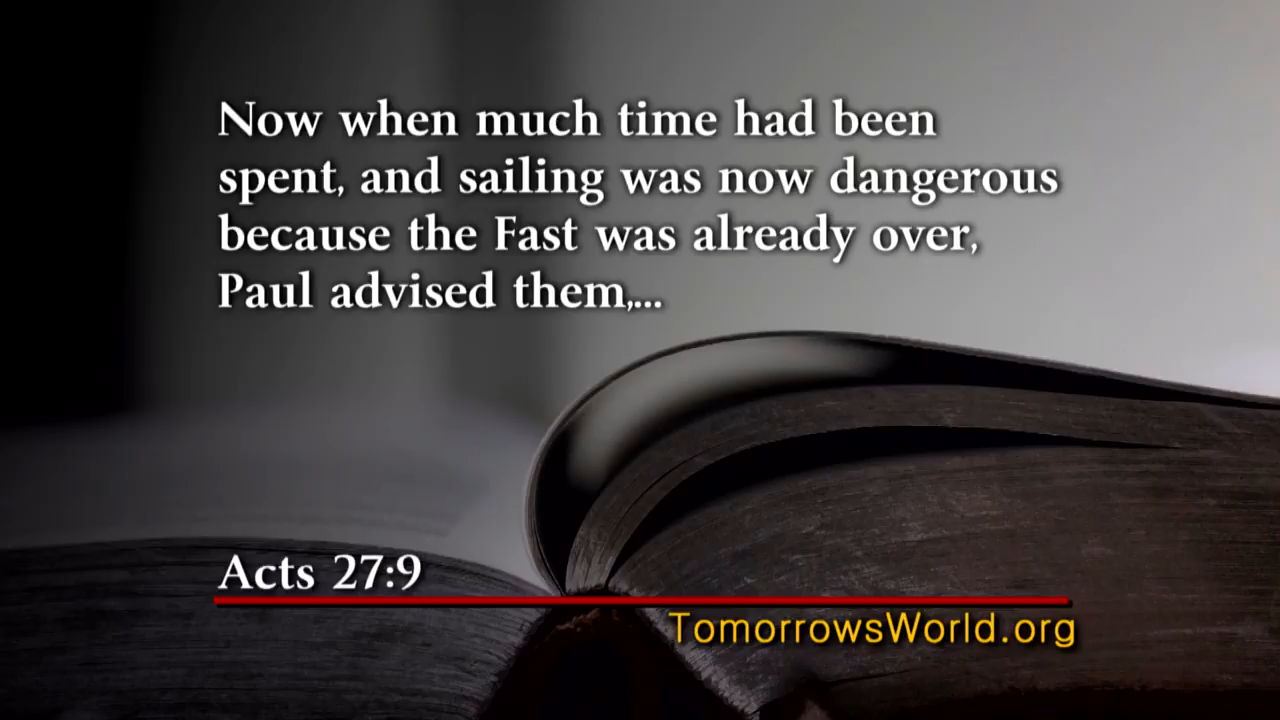 Now when much time had been
spent, and sailing was now dangerous
because the Fast was already over,
Paul advised them,...
Acts 27:9
TomorrowsWorld.org